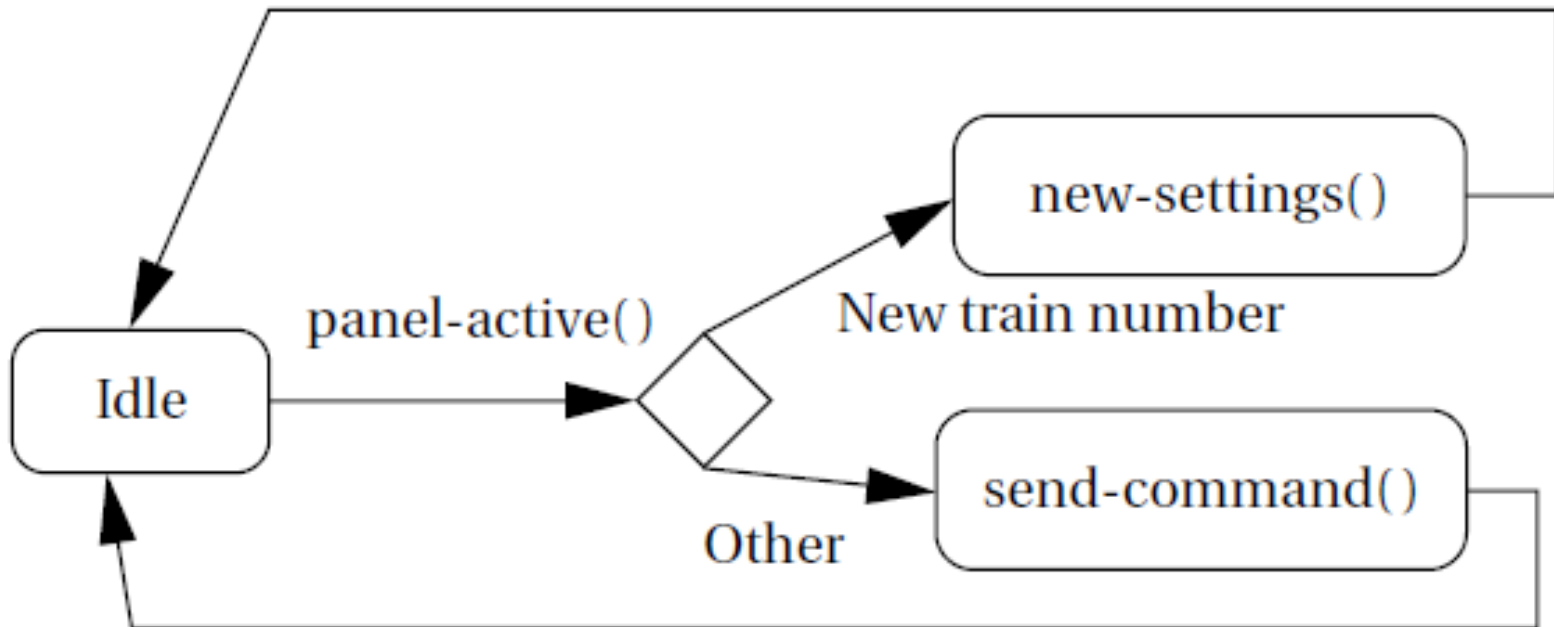 new-settings()
panel-active()
New train number
Idle
send-command()
Other